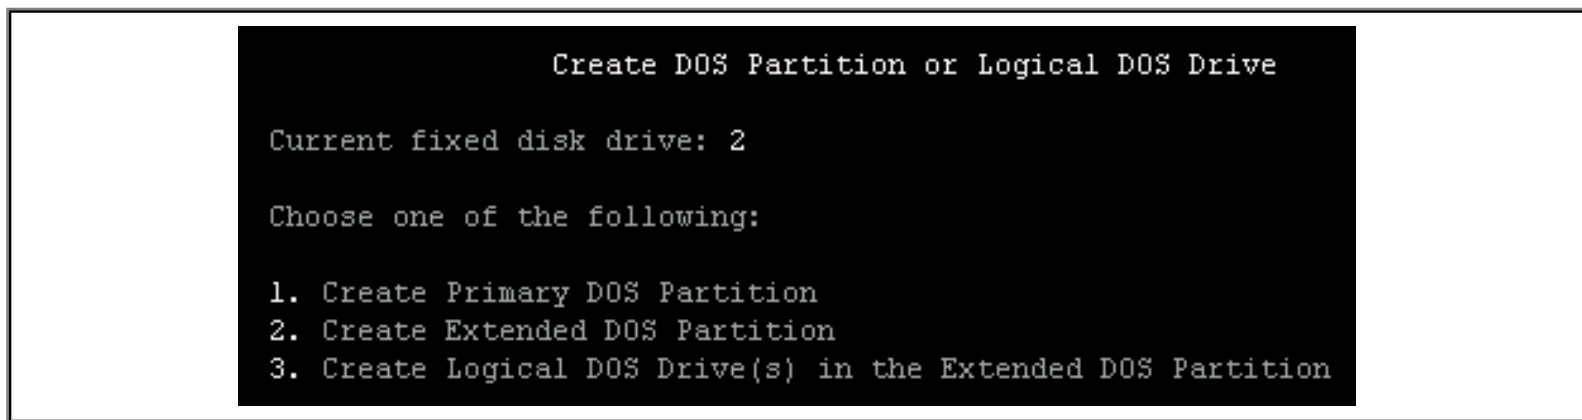 Create DOS Partition or Logical DOS Drive
Current fixed disk drive: 2
Choose one of the following:
1. Create Primary DOS Partition
2. Create Extended DOS Partition
3. Create Logical DOS Drive(s) in the Extended DOS Partition